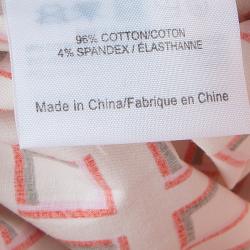 96% COTTON/COTON
4% SPANDEX / ÉLASTHANNE
Made in China/Fabrique en Chine